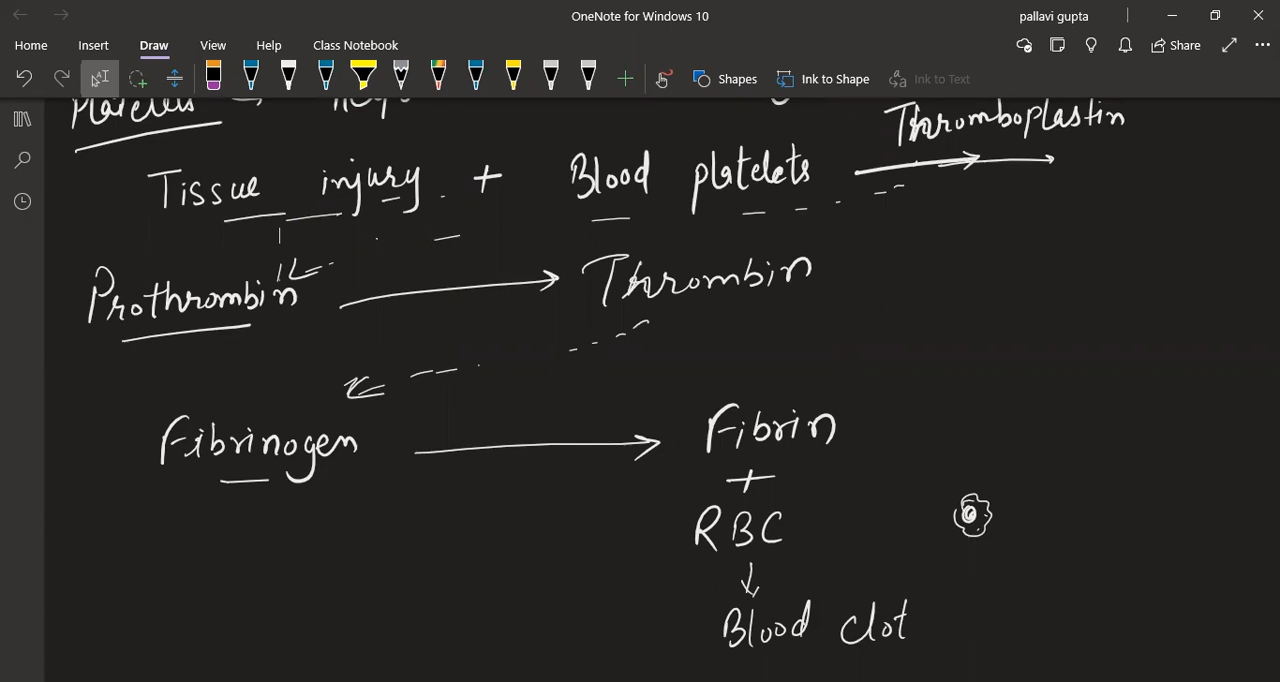 OneNote for Windows 10
pallavi gupta
Home Insert Draw View Help Class Notebook
Share
Shapes Ink to Shape Ink to Text
Platelets
Thromboplastin
Tissue injury + Blood platelets
Prothrombin → Thrombin
Fibrinogen → Fibrin
+
RBC
↓
Blood clot